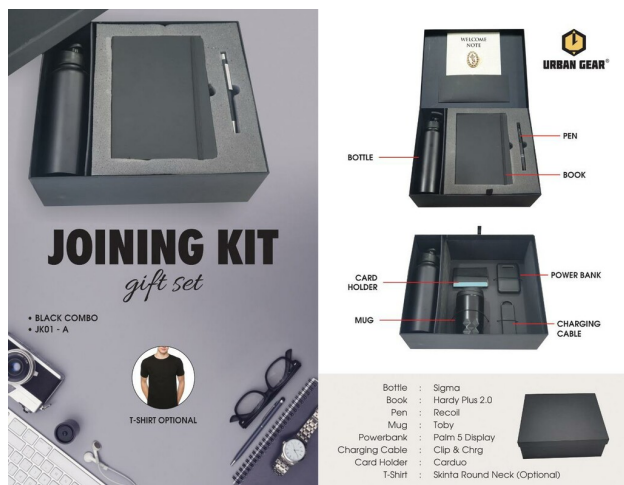 JOINING KIT
gift set
• BLACK COMBO
• JK01 - A
T-SHIRT OPTIONAL
WELCOME
NOTE
URBAN GEAR®
BOTTLE
PEN
BOOK
CARD
HOLDER
POWER BANK
MUG
CHARGING
CABLE
Bottle : Sigma
Book : Hardy Plus 2.0
Pen : Recoil
Mug : Toby
Powerbank : Palm 5 Display
Charging Cable : Clip & Chrg
Card Holder : Carduo
T-Shirt : Skinta Round Neck (Optional)